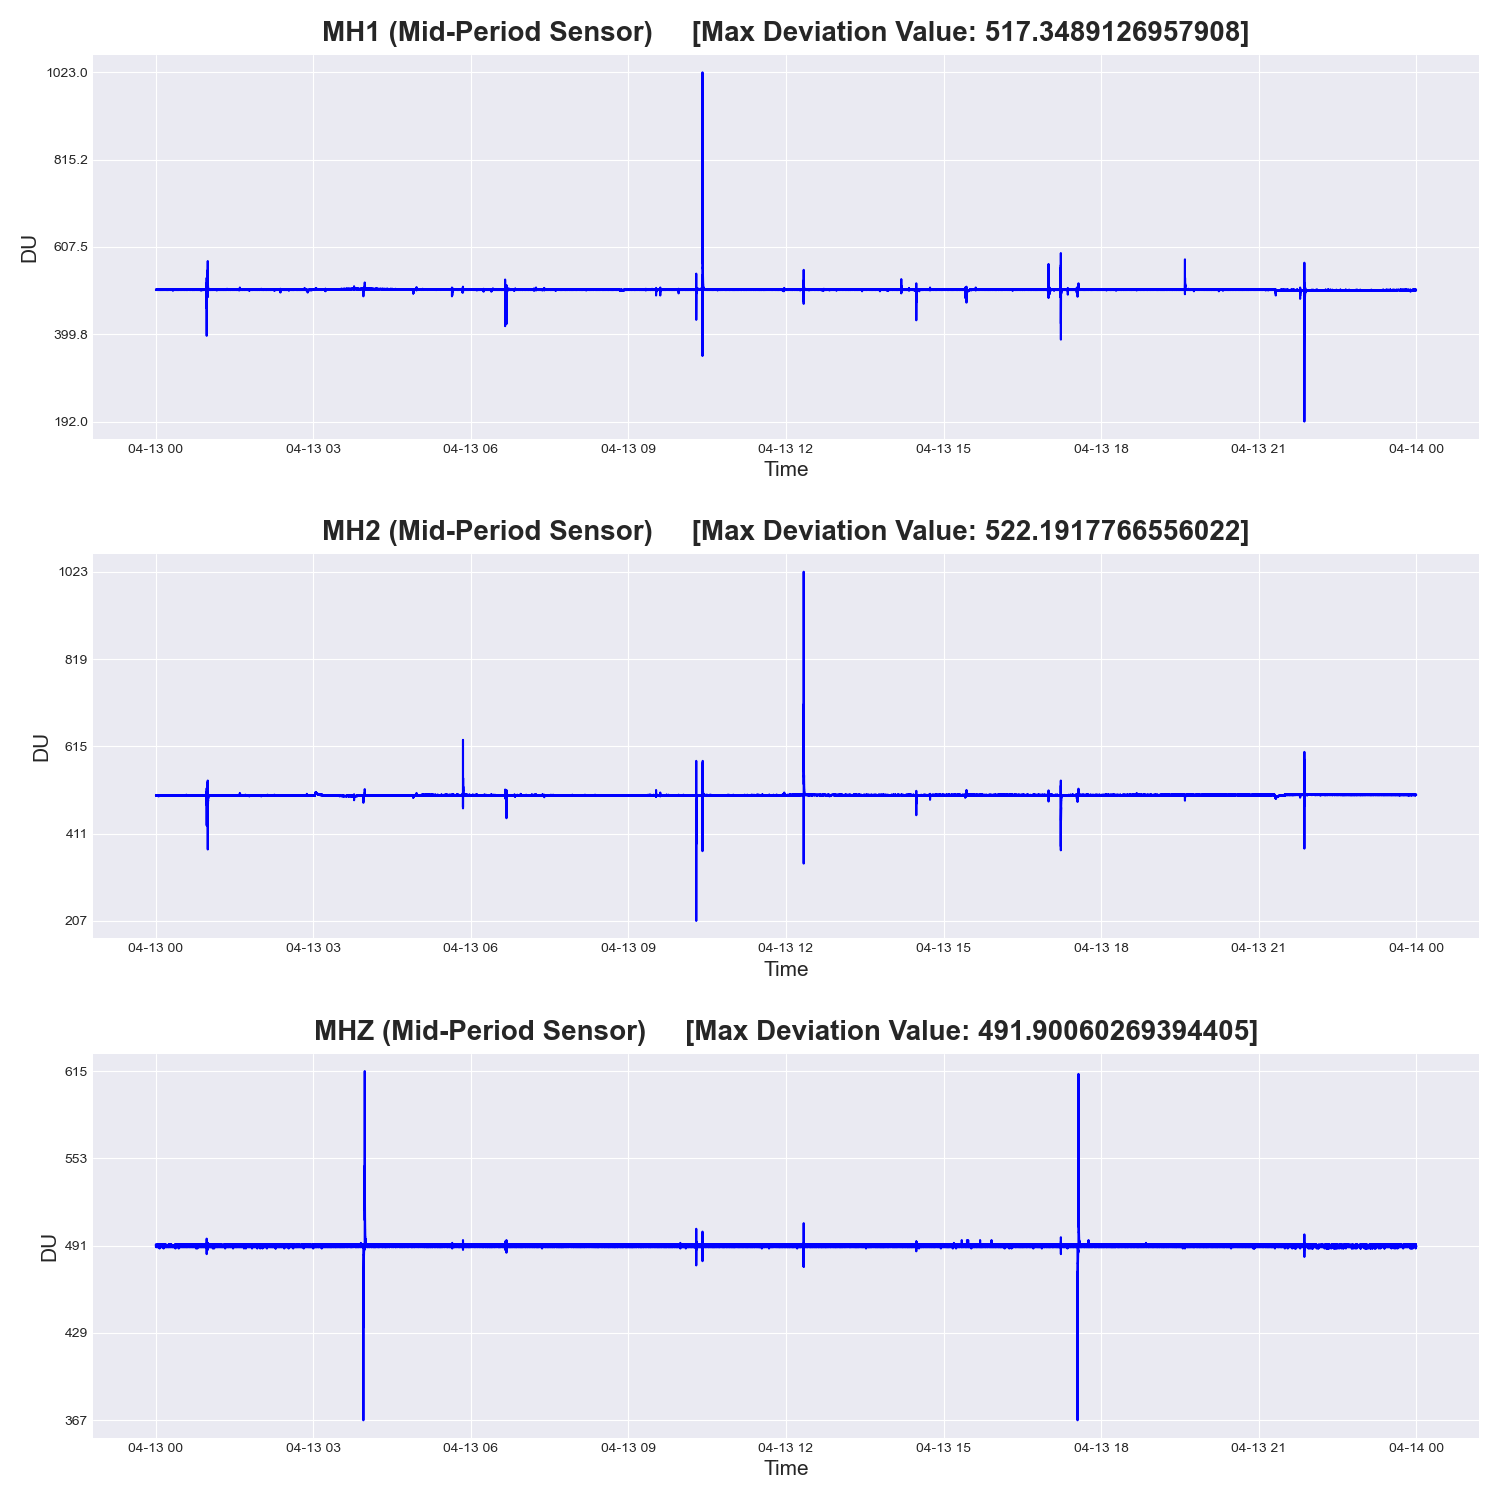 MH1 (Mid-Period Sensor) [Max Deviation Value: 517.3489126957908]
1023.0
815.2
607.5
399.8
192.0
DU
04-13 00 04-13 03 04-13 06 04-13 09 04-13 12 04-13 15 04-13 18 04-13 21 04-14 00
Time
MH2 (Mid-Period Sensor) [Max Deviation Value: 522.1917766556022]
1023
819
615
411
207
DU
04-13 00 04-13 03 04-13 06 04-13 09 04-13 12 04-13 15 04-13 18 04-13 21 04-14 00
Time
MHZ (Mid-Period Sensor) [Max Deviation Value: 491.90060269394405]
615
553
491
429
367
DU
04-13 00 04-13 03 04-13 06 04-13 09 04-13 12 04-13 15 04-13 18 04-13 21 04-14 00
Time